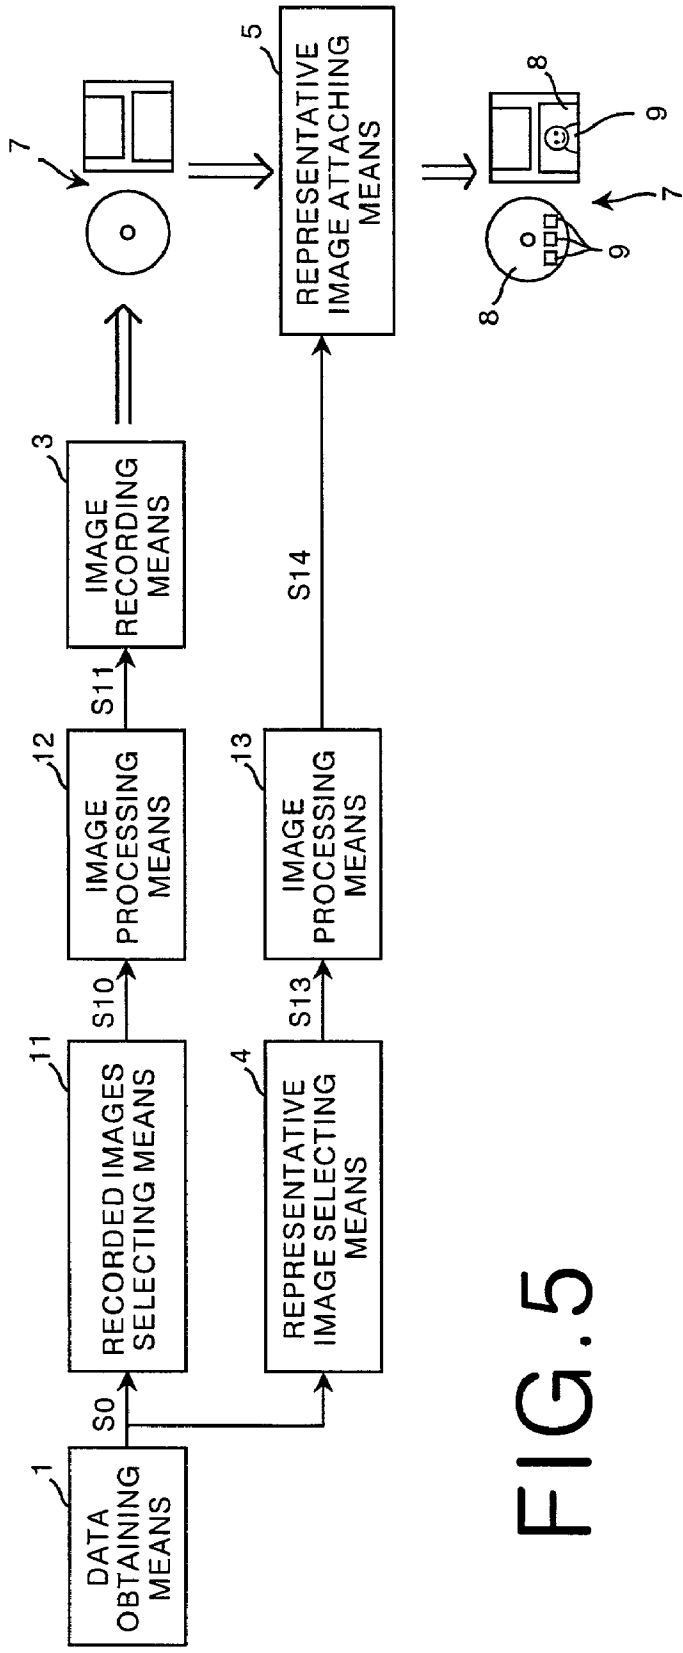 1
DATA
OBTAINING
MEANS
S0
11
RECORDED IMAGES
SELECTING MEANS
S10
12
IMAGE
PROCESSING
MEANS
S11
3
IMAGE
RECORDING
MEANS
7
4
REPRESENTATIVE
IMAGE SELECTING
MEANS
S13
13
IMAGE
PROCESSING
MEANS
S14
5
REPRESENTATIVE
IMAGE ATTACHING
MEANS
8
9
7
8
9
FIG.5